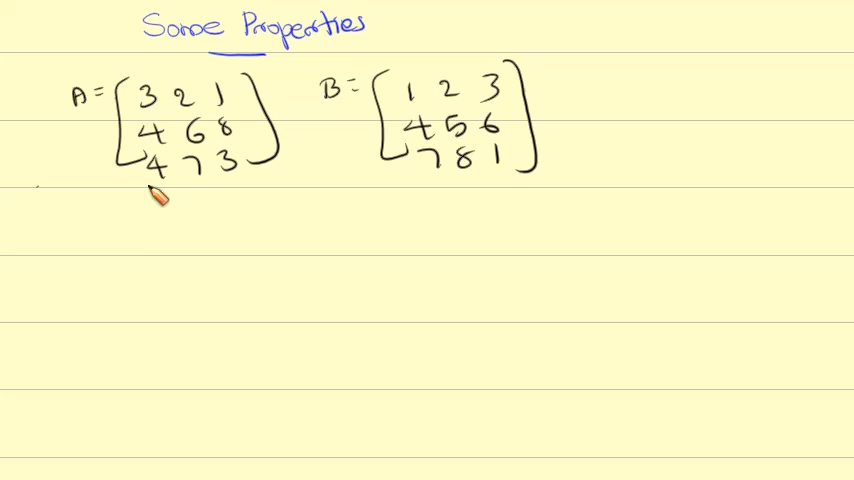 Some Properties
A = [3 2 1 B = [1 2 3
4 6 8 4 5 6
4 7 3] 7 8 1]